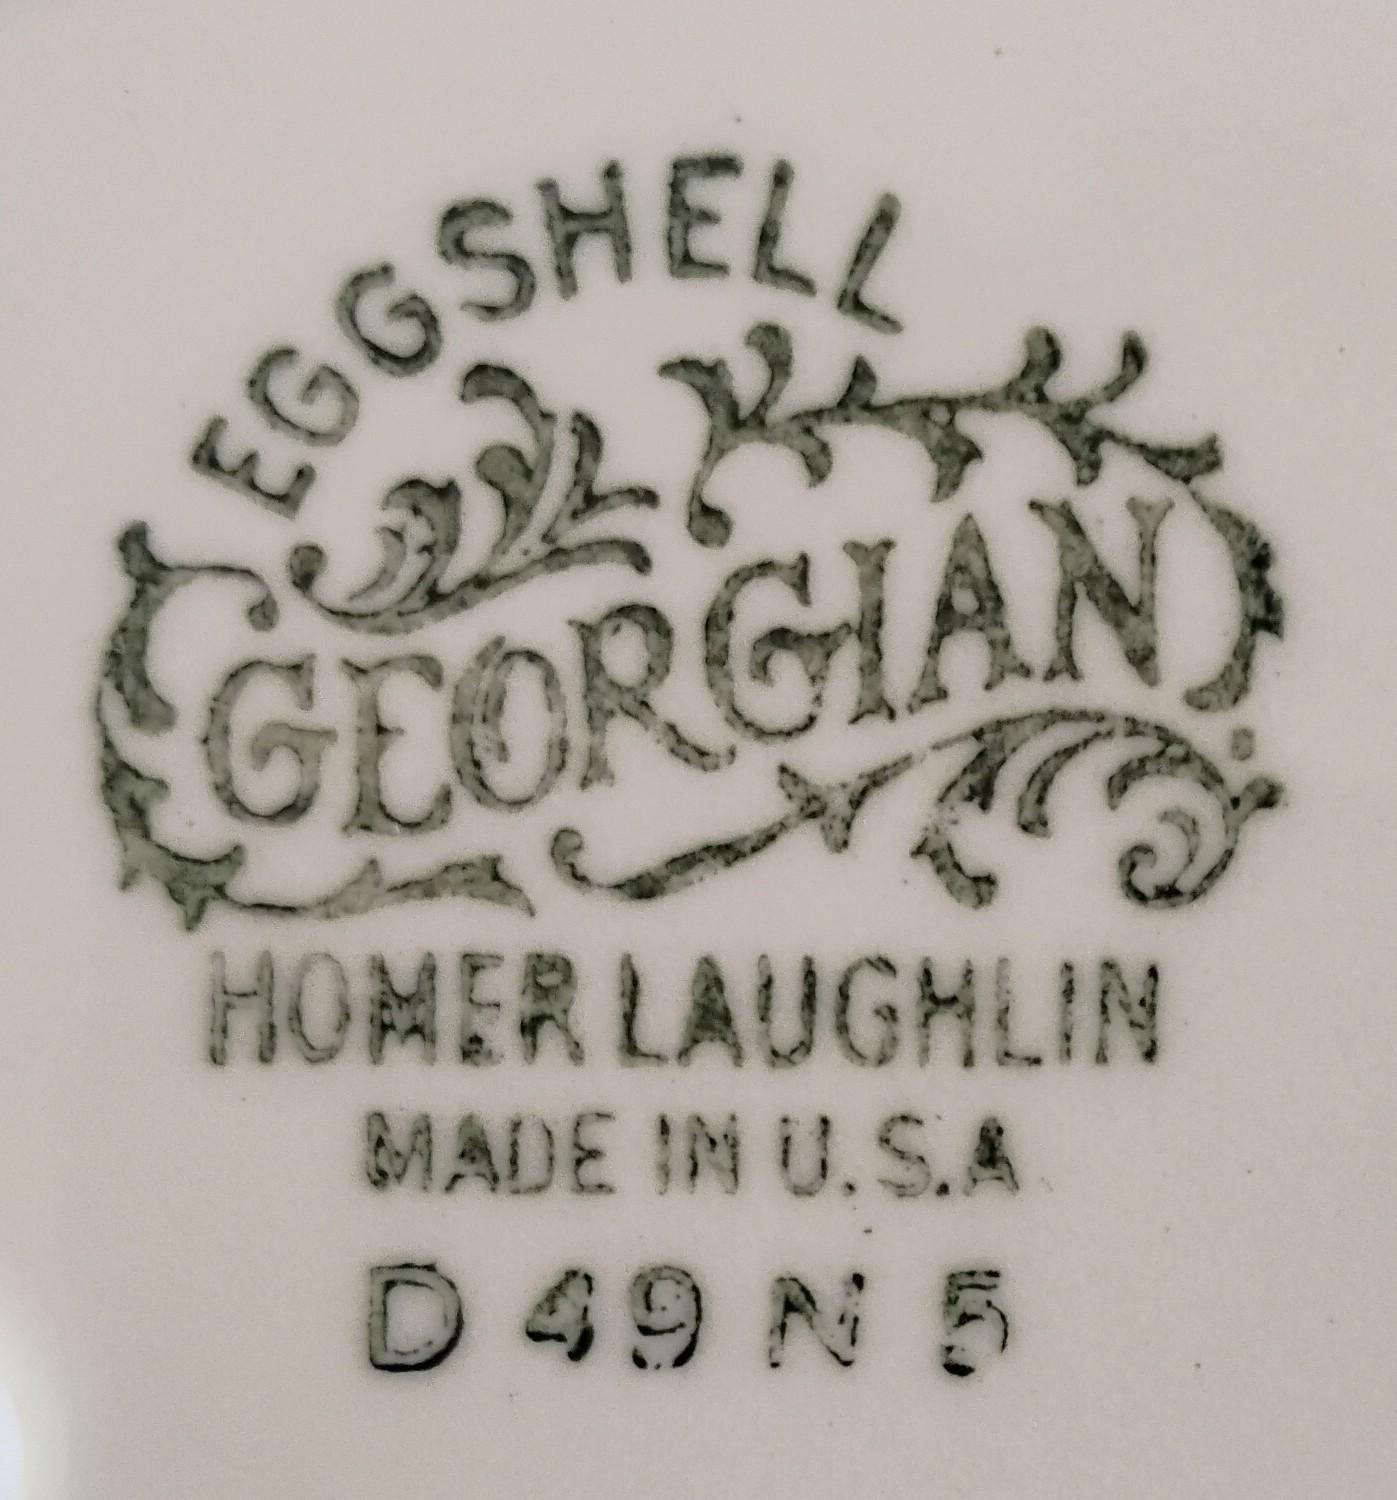 EGGSHELL
GEORGIAN
HOMER LAUGHLIN
MADE IN U.S.A
D 49 N 5